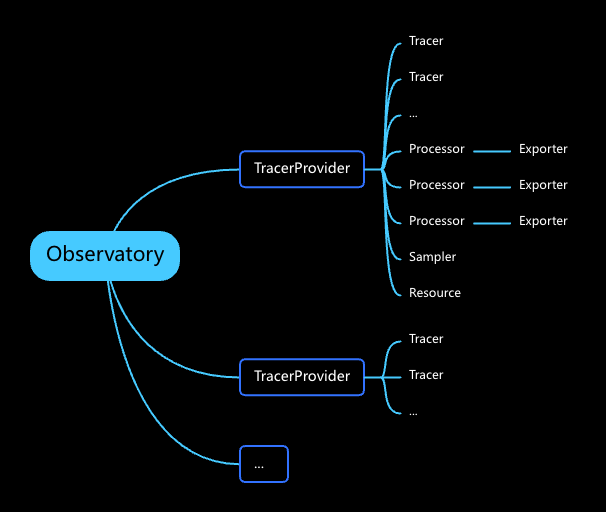 Observatory
TracerProvider
Tracer
Tracer
...
Processor Exporter
Processor Exporter
Processor Exporter
Sampler
Resource
TracerProvider
Tracer
Tracer
...
...